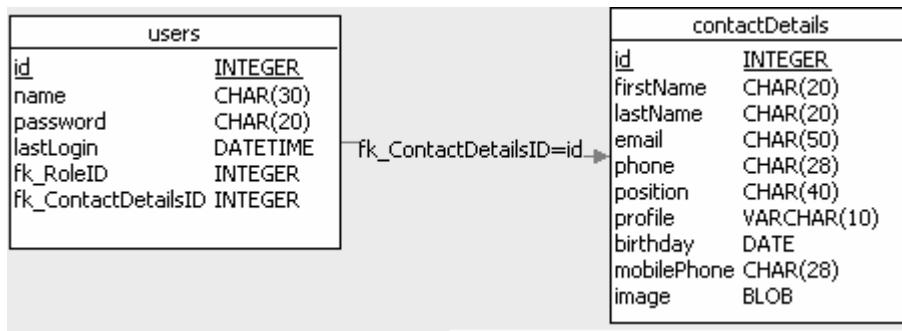 users
id INTEGER
name CHAR(30)
password CHAR(20)
lastLogin DATETIME
fk_RoleID INTEGER
fk_ContactDetailsID INTEGER
fk_ContactDetailsID=id
contactDetails
id INTEGER
firstName CHAR(20)
lastName CHAR(20)
email CHAR(50)
phone CHAR(28)
position CHAR(40)
profile VARCHAR(10)
birthday DATE
mobilePhone CHAR(28)
image BLOB